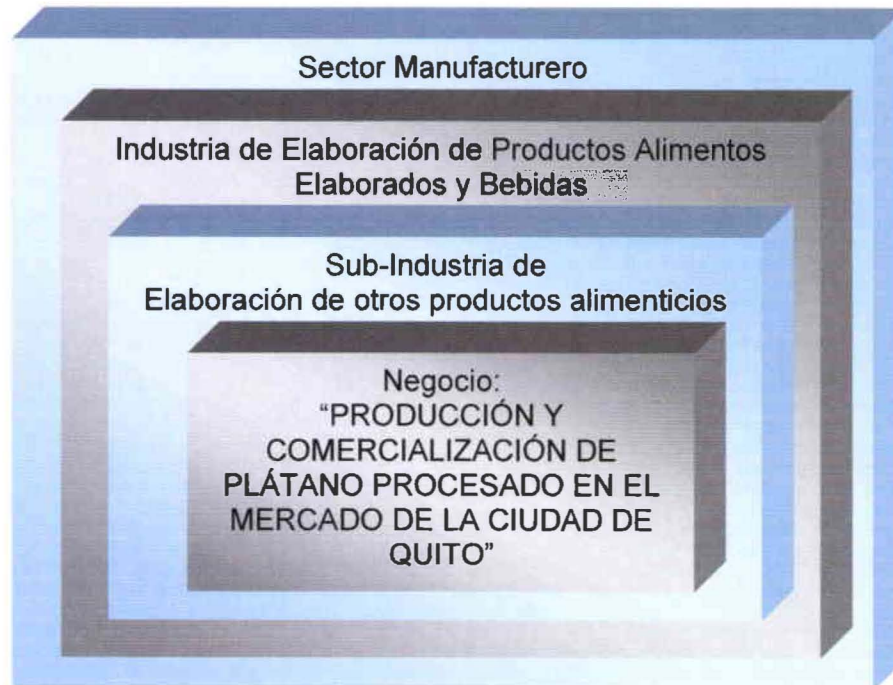 Sector Manufacturero
Industria de Elaboración de Productos Alimentos
Elaborados y Bebidas
Sub-Industria de
Elaboración de otros productos alimenticios
Negocio:
“PRODUCCIÓN Y
COMERCIALIZACIÓN DE
PLÁTANO PROCESADO EN EL
MERCADO DE LA CIUDAD DE
QUITO”